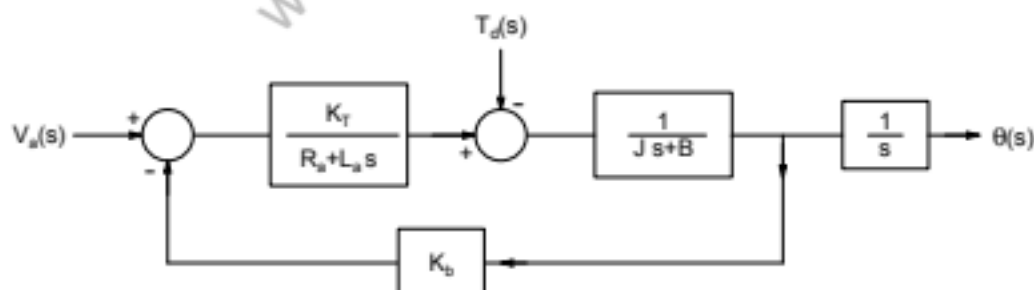 W
T_d(s)
V_a(s)
+
-
K_T
R_a+L_a s
+
-
1
J s+B
1
s
θ(s)
K_b